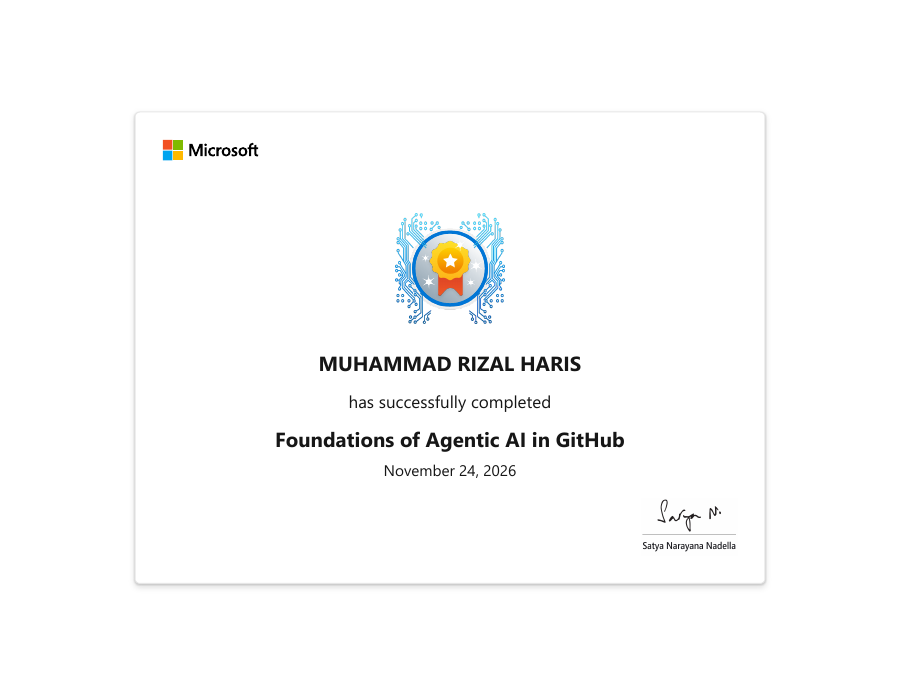 Microsoft
MUHAMMAD RIZAL HARIS
has successfully completed
Foundations of Agentic AI in GitHub
November 24, 2026
Satya N.
Satya Narayana Nadella